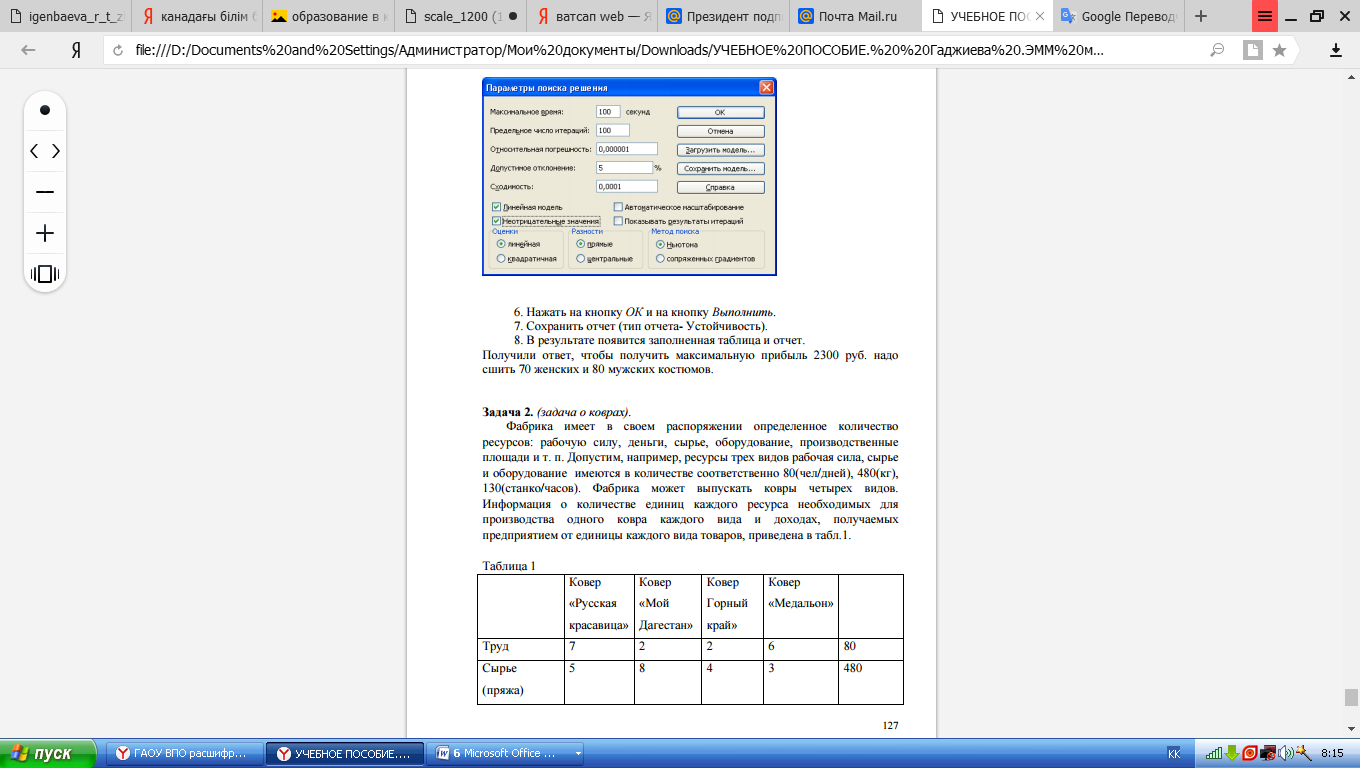 igenbaeva_r_t_z
канадағы білім б
образование в к
scale_1200 (1
ватсап web — Я
Президент подп
Почта Mail.ru
УЧЕБНОЕ ПОС
Google Перевод
file:///D:/Documents%20and%20Settings/Администратор/Мои%20документы/Downloads/УЧЕБНОЕ%20ПОСОБИЕ.%20%20Гаджиева%20.ЭММ%20м...
Параметры поиска решения
Максимальное время: 100 секунд
ОК
Предельное число итераций: 100
Отмена
Относительная погрешность: 0,000001
Загрузить модель...
Допустимое отклонение: 5 %
Сохранить модель...
Сходимость: 0,0001
Справка
Линейная модель
Автоматическое масштабирование
Неотрицательные значения
Показывать результаты итераций
Оценки Разности Метод поиска
линейная прямые Ньютона
квадратичная центральные сопряженных градиентов
6. Нажать на кнопку ОК и на кнопку Выполнить.
7. Сохранить отчет (тип отчета- Устойчивость).
8. В результате появится заполненная таблица и отчет.
Получили ответ, чтобы получить максимальную прибыль 2300 руб. надо
сшить 70 женских и 80 мужских костюмов.
Задача 2. (задача о коврах).
Фабрика имеет в своем распоряжении определенное количество
ресурсов: рабочую силу, деньги, сырье, оборудование, производственные
площади и т. п. Допустим, например, ресурсы трех видов рабочая сила, сырье
и оборудование имеются в количестве соответственно 80(чел/дней), 480(кг),
130(станко/часов). Фабрика может выпускать ковры четырех видов.
Информация о количестве единиц каждого ресурса необходимых для
производства одного ковра каждого вида и доходах, получаемых
предприятием от единицы каждого вида товаров, приведена в табл.1.
Таблица 1
Ковер Ковер Ковер Ковер
«Русская «Мой Горный «Медальон»
красавица» Дагестан» край»
Труд 7 2 2 6 80
Сырье 5 8 4 3 480
(пряжа)
127
пуск
ГАОУ ВПО расшифр...
УЧЕБНОЕ ПОСОБИЕ....
6 Microsoft Office ...
KK
8:15